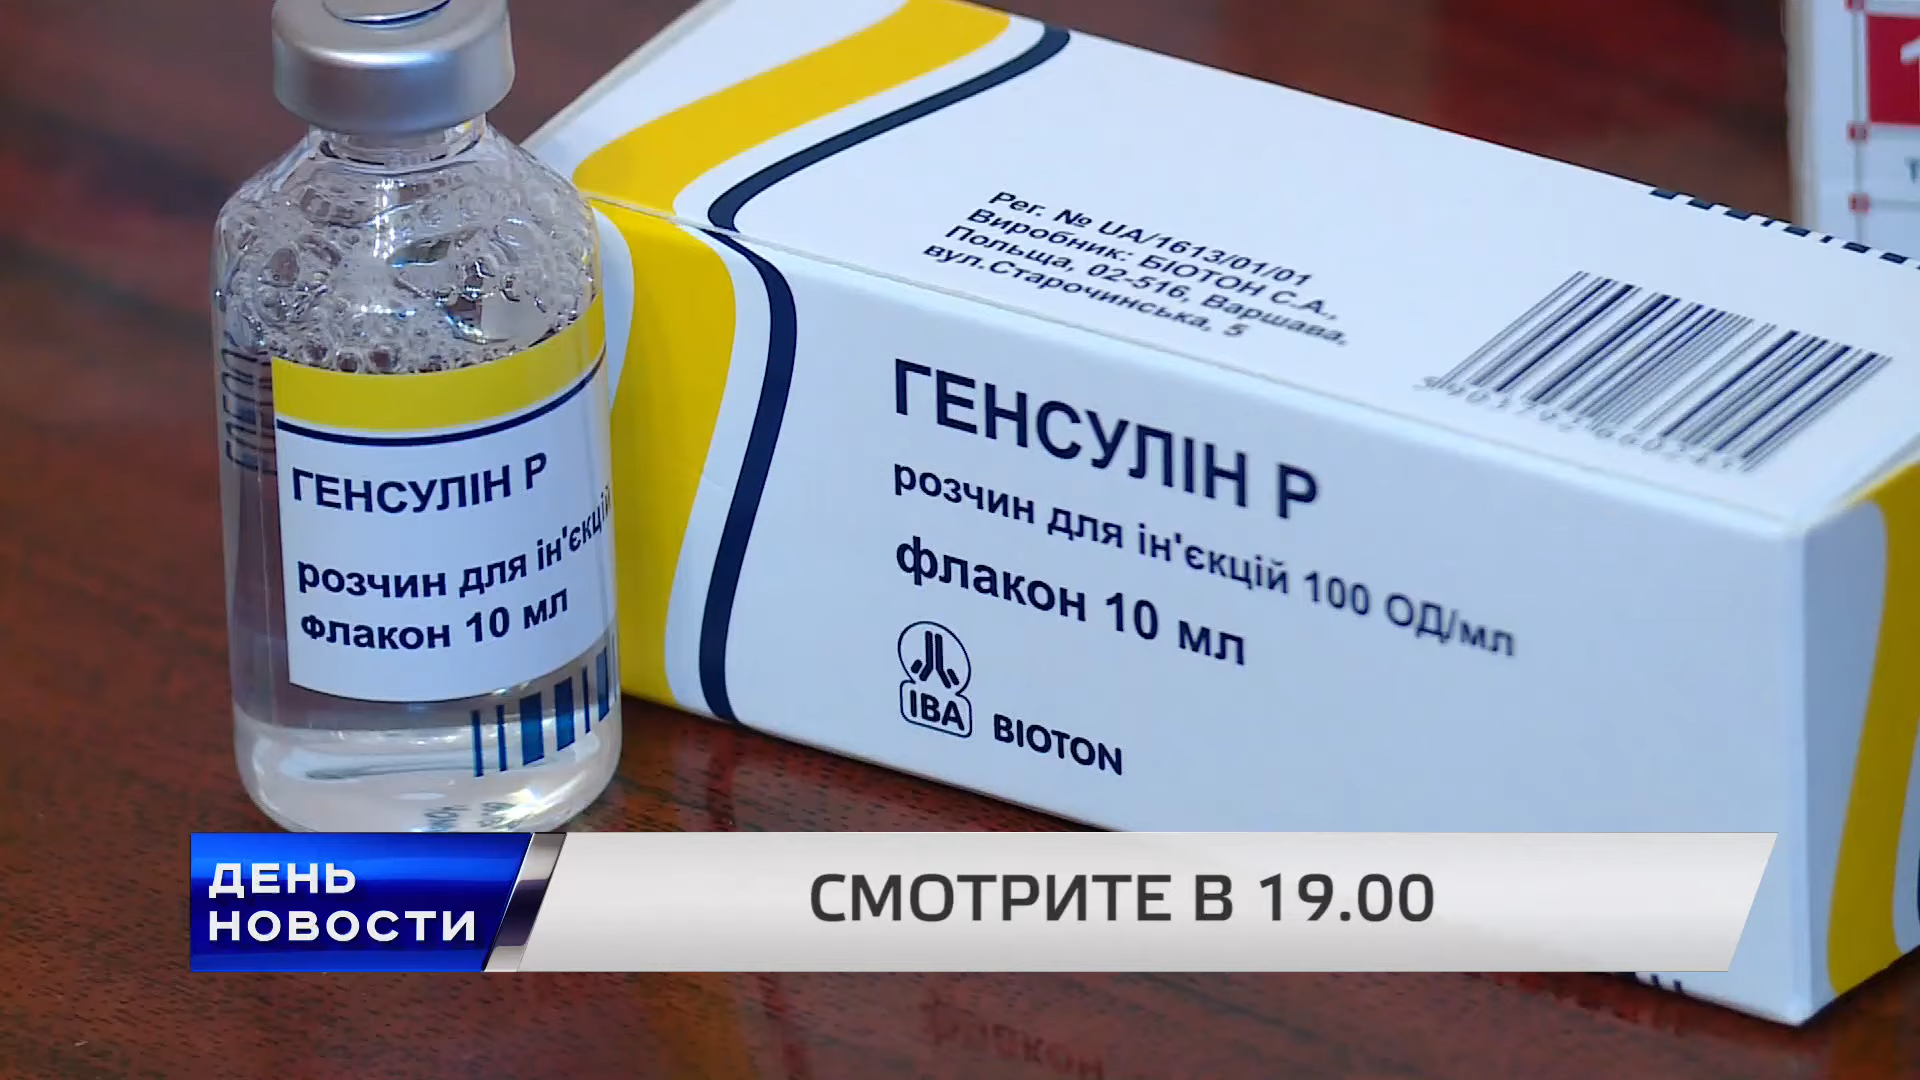 Рег. № UA/1613/01/01
Виробник: БІОТОН С.А.,
Польща, 02-516, Варшава,
вул.Старочинська, 5
ГЕНСУЛІН Р
розчин для ін'єкцій 100 ОД/мл
флакон 10 мл
IBA BIOTON
ГЕНСУЛІН Р
розчин для ін'єкцій
флакон 10 мл
ДЕНЬ
НОВОСТИ
СМОТРИТЕ В 19.00